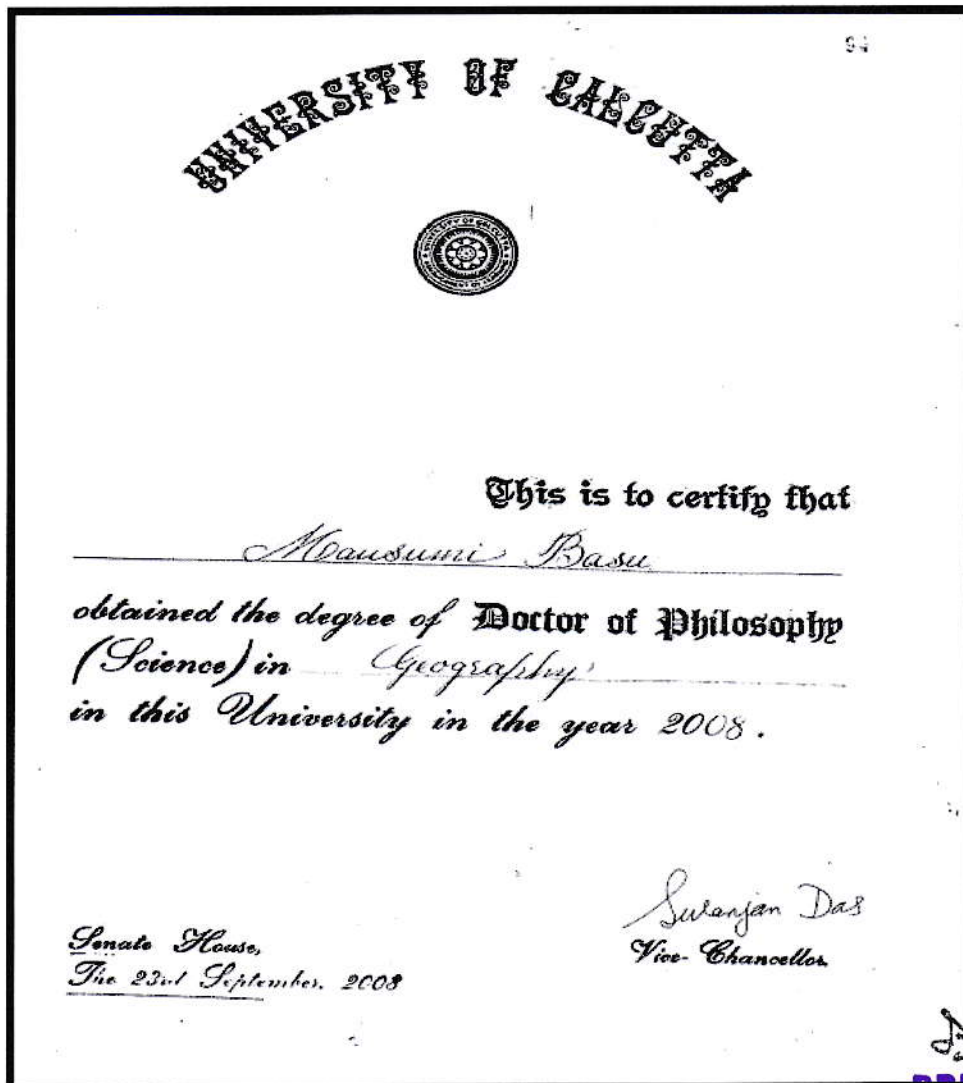 94
UNIVERSITY OF CALCUTTA
This is to certify that
Mausumi Basu
obtained the degree of Doctor of Philosophy
(Science) in Geography
in this University in the year 2008.
Suranjan Das
Senate House,
Vice-Chancellor
The 23rd September, 2008